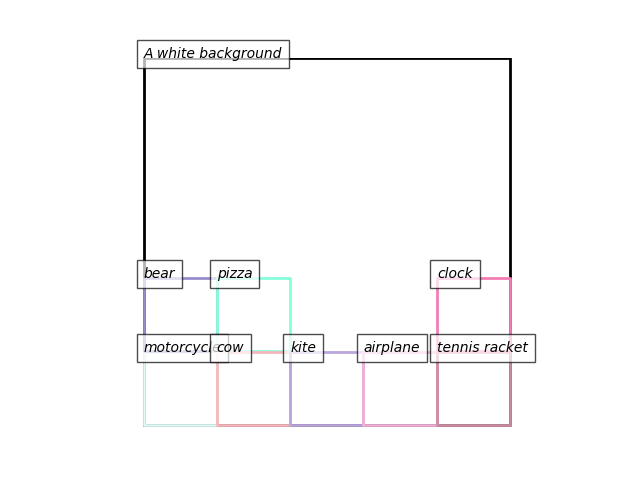 A white background
bear
pizza
clock
motorcycle
cow
kite
airplane
tennis racket